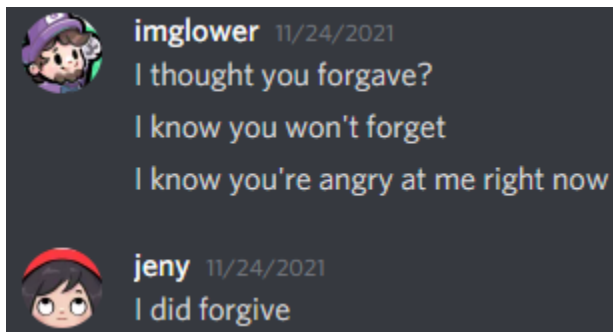 imglower 11/24/2021
I thought you forgave?
I know you won't forget
I know you're angry at me right now
jeny 11/24/2021
I did forgive